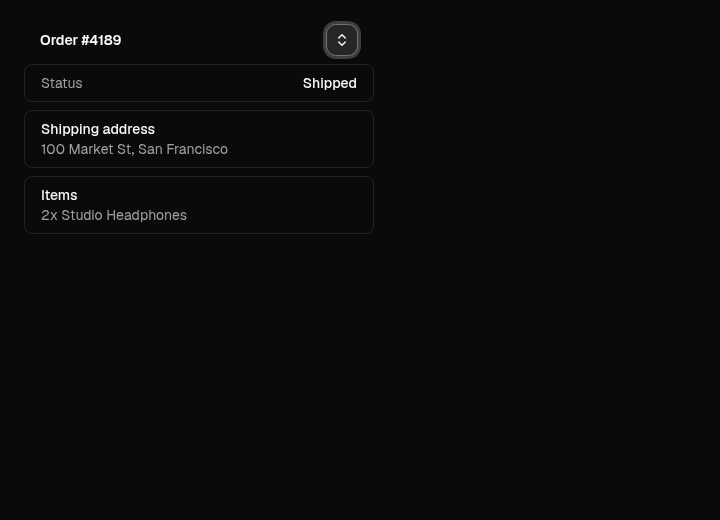 Order #4189
Status
Shipped
Shipping address
100 Market St, San Francisco
Items
2x Studio Headphones